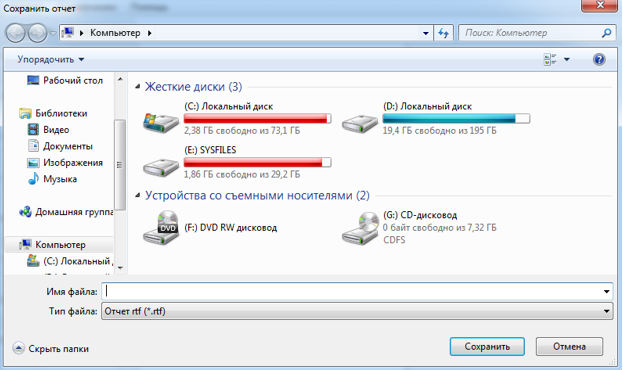 Сохранить отчет
Компьютер
Поиск: Компьютер
Упорядочить
Рабочий стол
Библиотеки
Видео
Документы
Изображения
Музыка
Домашняя группа
Компьютер
(C:) Локальный д
Жесткие диски (3)
(C:) Локальный диск
2,38 ГБ свободно из 73,1 ГБ
(D:) Локальный диск
19,4 ГБ свободно из 195 ГБ
(E:) SYSFILES
1,86 ГБ свободно из 29,2 ГБ
Устройства со съемными носителями (2)
DVD
(F:) DVD RW дисковод
(G:) CD-дисковод
0 байт свободно из 7,32 ГБ
CDFS
Имя файла:
Тип файла: Отчет rtf (*.rtf)
Скрыть папки
Сохранить
Отмена